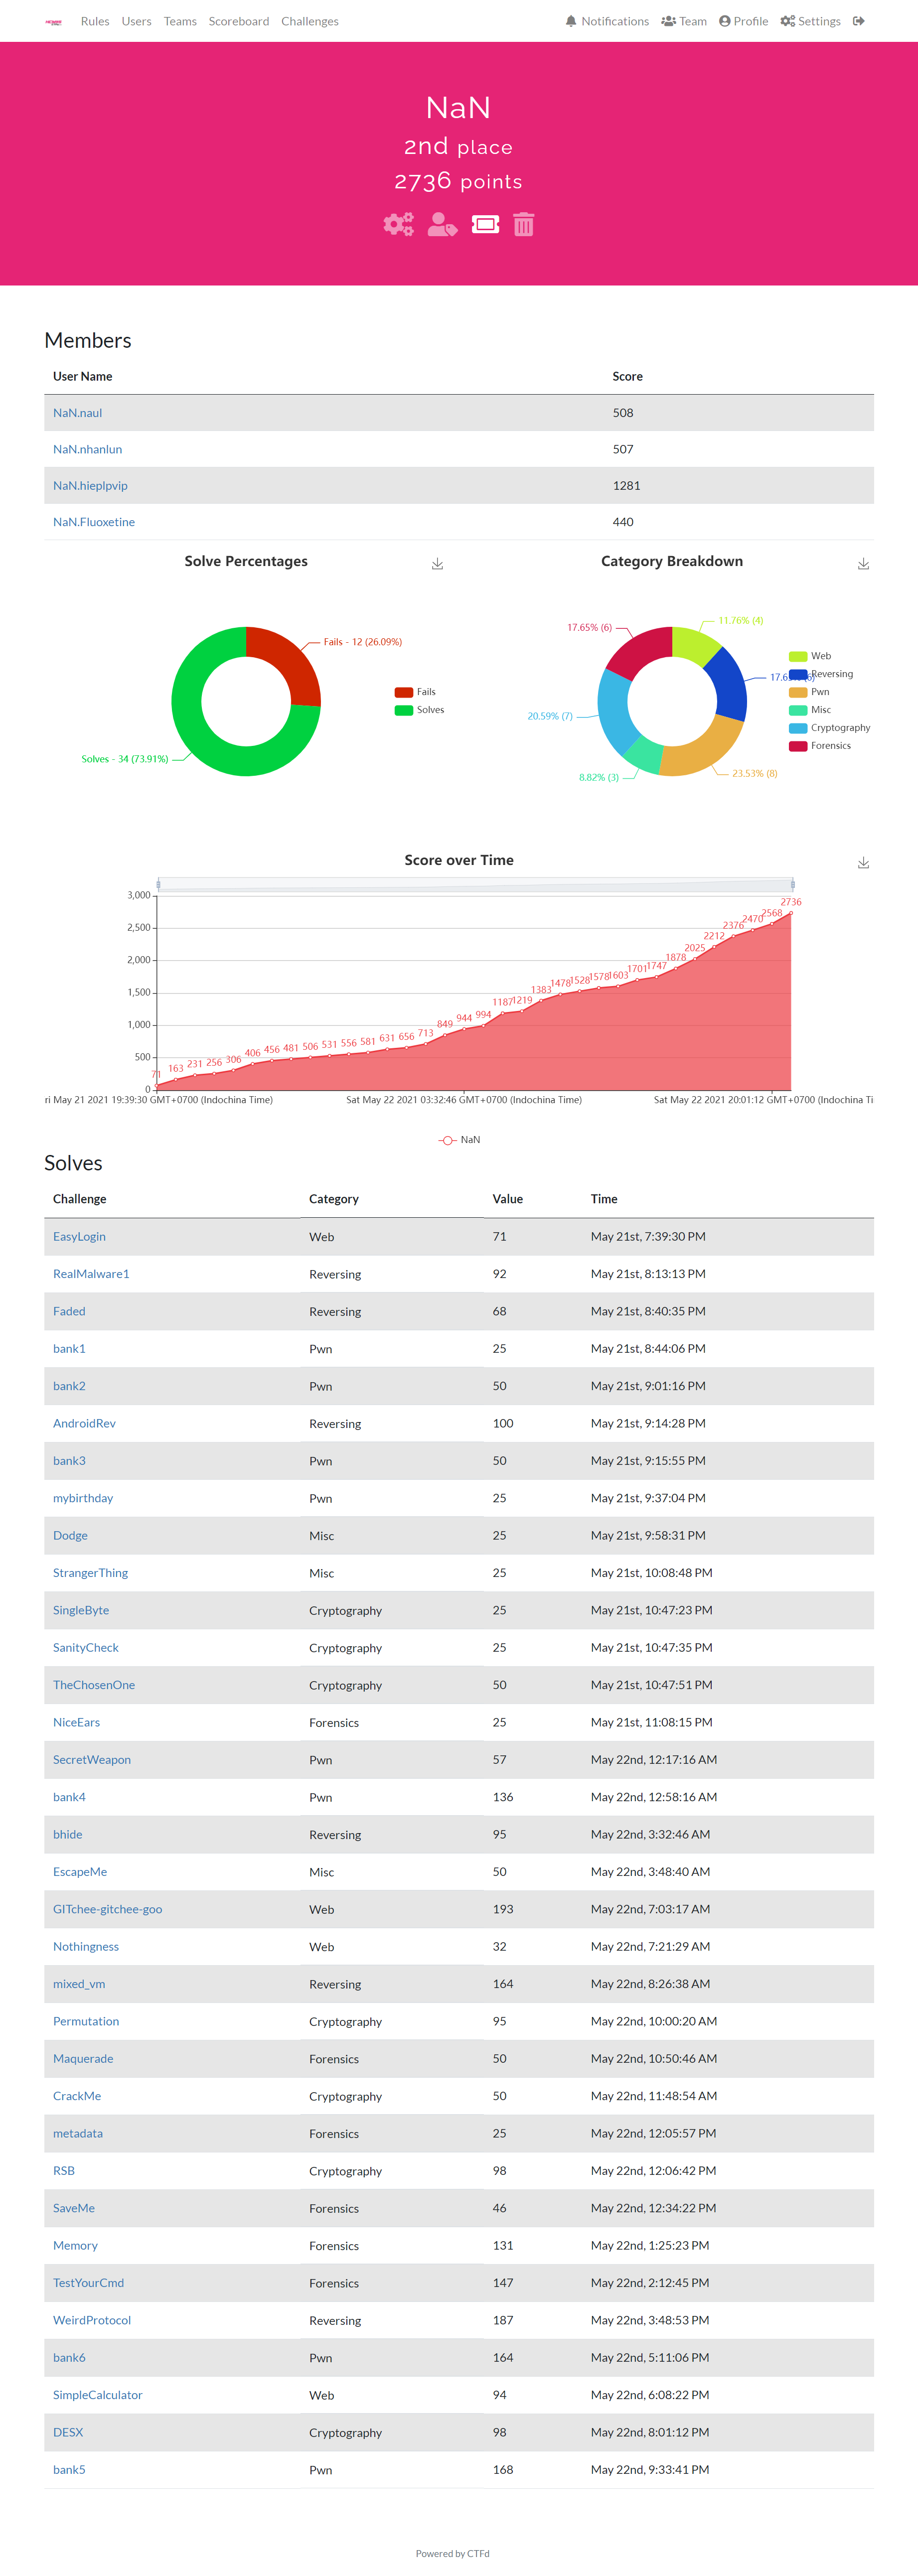 Rules Users Teams Scoreboard Challenges Notifications Team Profile Settings
NaN
2nd place
2736 points
Members
User Name Score
NaN.naul 508
NaN.nhanlun 507
NaN.hieplpvip 1281
NaN.Fluoxetine 440
Solve Percentages
Fails - 12 (26.09%)
Solves - 34 (73.91%)
Fails
Solves
Category Breakdown
11.76% (4)
17.65% (6)
23.53% (8)
8.82% (3)
20.59% (7)
17.65% (6)
Web
Reversing
Pwn
Misc
Cryptography
Forensics
Score over Time
3,000
2,500
2,000
1,500
1,000
500
0
71 163 231 256 306 406 456 481 506 531 556 581 631 656 713 849 944 994 1187 1219 1383 1478 1528 1578 1603 1701 1747 1878 2025 2212 2376 2470 2568 2736
ri May 21 2021 19:39:30 GMT+0700 (Indochina Time) Sat May 22 2021 03:32:46 GMT+0700 (Indochina Time) Sat May 22 2021 20:01:12 GMT+0700 (Indochina Ti
NaN
Solves
Challenge Category Value Time
EasyLogin Web 71 May 21st, 7:39:30 PM
RealMalware1 Reversing 92 May 21st, 8:13:13 PM
Faded Reversing 68 May 21st, 8:40:35 PM
bank1 Pwn 25 May 21st, 8:44:06 PM
bank2 Pwn 50 May 21st, 9:01:16 PM
AndroidRev Reversing 100 May 21st, 9:14:28 PM
bank3 Pwn 50 May 21st, 9:15:55 PM
mybirthday Pwn 25 May 21st, 9:37:04 PM
Dodge Misc 25 May 21st, 9:58:31 PM
StrangerThing Misc 25 May 21st, 10:08:48 PM
SingleByte Cryptography 25 May 21st, 10:47:23 PM
SanityCheck Cryptography 25 May 21st, 10:47:35 PM
TheChosenOne Cryptography 50 May 21st, 10:47:51 PM
NiceEars Forensics 25 May 21st, 11:08:15 PM
SecretWeapon Pwn 57 May 22nd, 12:17:16 AM
bank4 Pwn 136 May 22nd, 12:58:16 AM
bhide Reversing 95 May 22nd, 3:32:46 AM
EscapeMe Misc 50 May 22nd, 3:48:40 AM
GITchee-gitchee-goo Web 193 May 22nd, 7:03:17 AM
Nothingness Web 32 May 22nd, 7:21:29 AM
mixed_vm Reversing 164 May 22nd, 8:26:38 AM
Permutation Cryptography 95 May 22nd, 10:00:20 AM
Maquerade Forensics 50 May 22nd, 10:50:46 AM
CrackMe Cryptography 50 May 22nd, 11:48:54 AM
metadata Forensics 25 May 22nd, 12:05:57 PM
RSB Cryptography 98 May 22nd, 12:06:42 PM
SaveMe Forensics 46 May 22nd, 12:34:22 PM
Memory Forensics 131 May 22nd, 1:25:23 PM
TestYourCmd Forensics 147 May 22nd, 2:12:45 PM
WeirdProtocol Reversing 187 May 22nd, 3:48:53 PM
bank6 Pwn 164 May 22nd, 5:11:06 PM
SimpleCalculator Web 94 May 22nd, 6:08:22 PM
DESX Cryptography 98 May 22nd, 8:01:12 PM
bank5 Pwn 168 May 22nd, 9:33:41 PM
Powered by CTFd